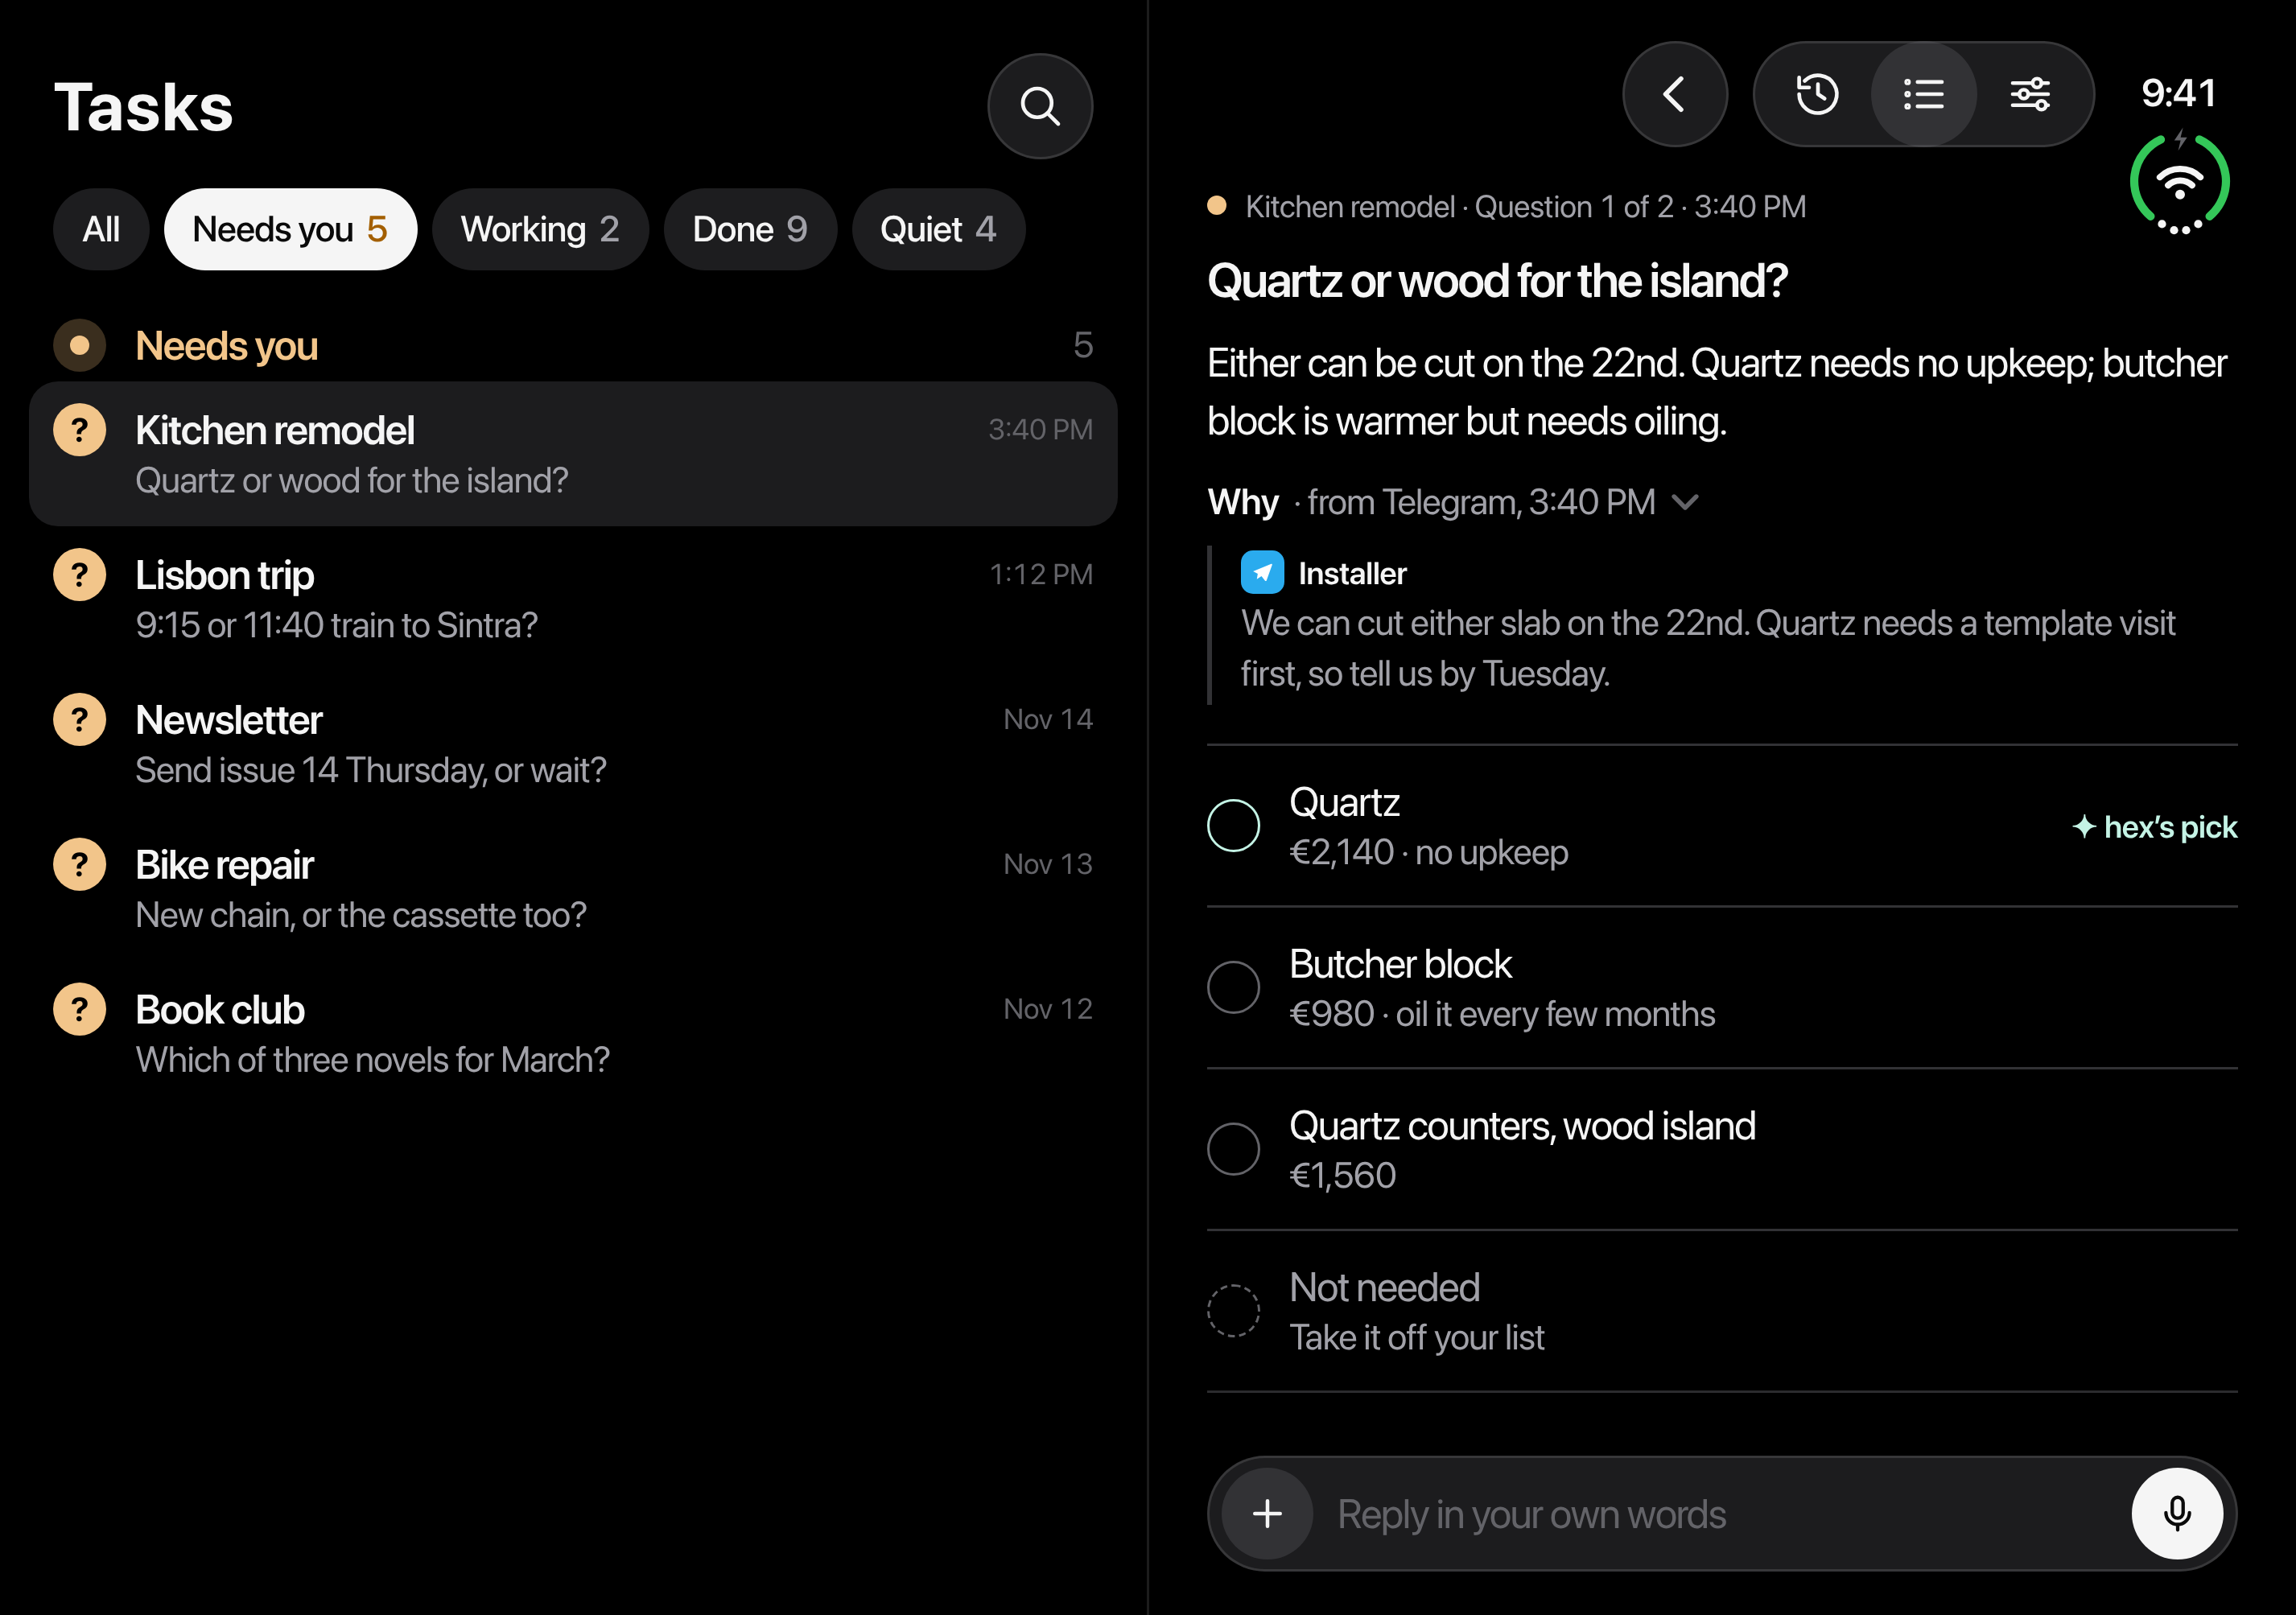 Tasks
All
Needs you 5
Working 2
Done 9
Quiet 4
Needs you 5
? Kitchen remodel 3:40 PM
Quartz or wood for the island?
? Lisbon trip 1:12 PM
9:15 or 11:40 train to Sintra?
? Newsletter Nov 14
Send issue 14 Thursday, or wait?
? Bike repair Nov 13
New chain, or the cassette too?
? Book club Nov 12
Which of three novels for March?
9:41
Kitchen remodel · Question 1 of 2 · 3:40 PM
Quartz or wood for the island?
Either can be cut on the 22nd. Quartz needs no upkeep; butcher
block is warmer but needs oiling.
Why · from Telegram, 3:40 PM
Installer
We can cut either slab on the 22nd. Quartz needs a template visit
first, so tell us by Tuesday.
Quartz
€2,140 · no upkeep
hex’s pick
Butcher block
€980 · oil it every few months
Quartz counters, wood island
€1,560
Not needed
Take it off your list
Reply in your own words